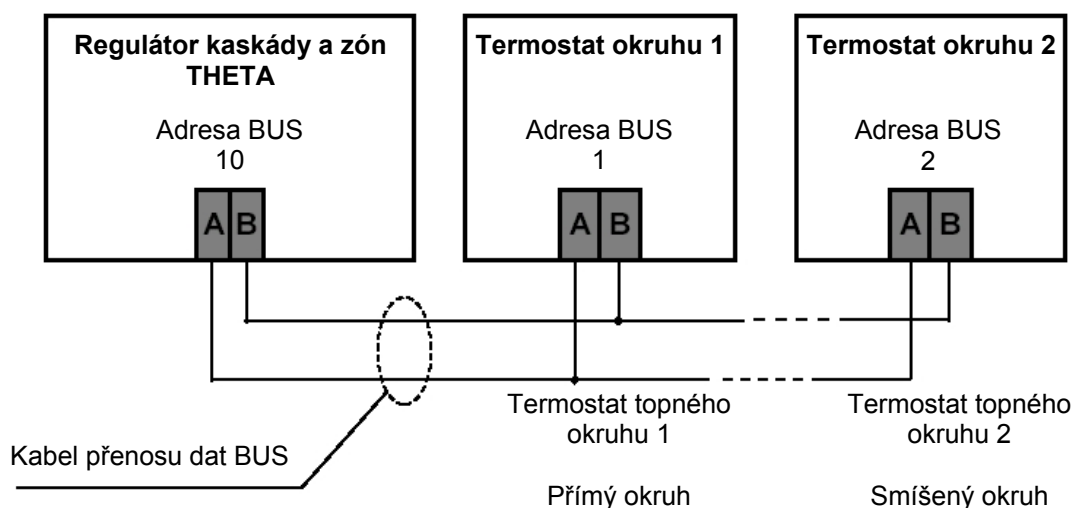 Regulátor kaskády a zón
THETA
Adresa BUS
10
A B
Termostat okruhu 1
Adresa BUS
1
A B
Termostat okruhu 2
Adresa BUS
2
A B
Kabel přenosu dat BUS
Termostat topného
okruhu 1
Přímý okruh
Termostat topného
okruhu 2
Smíšený okruh